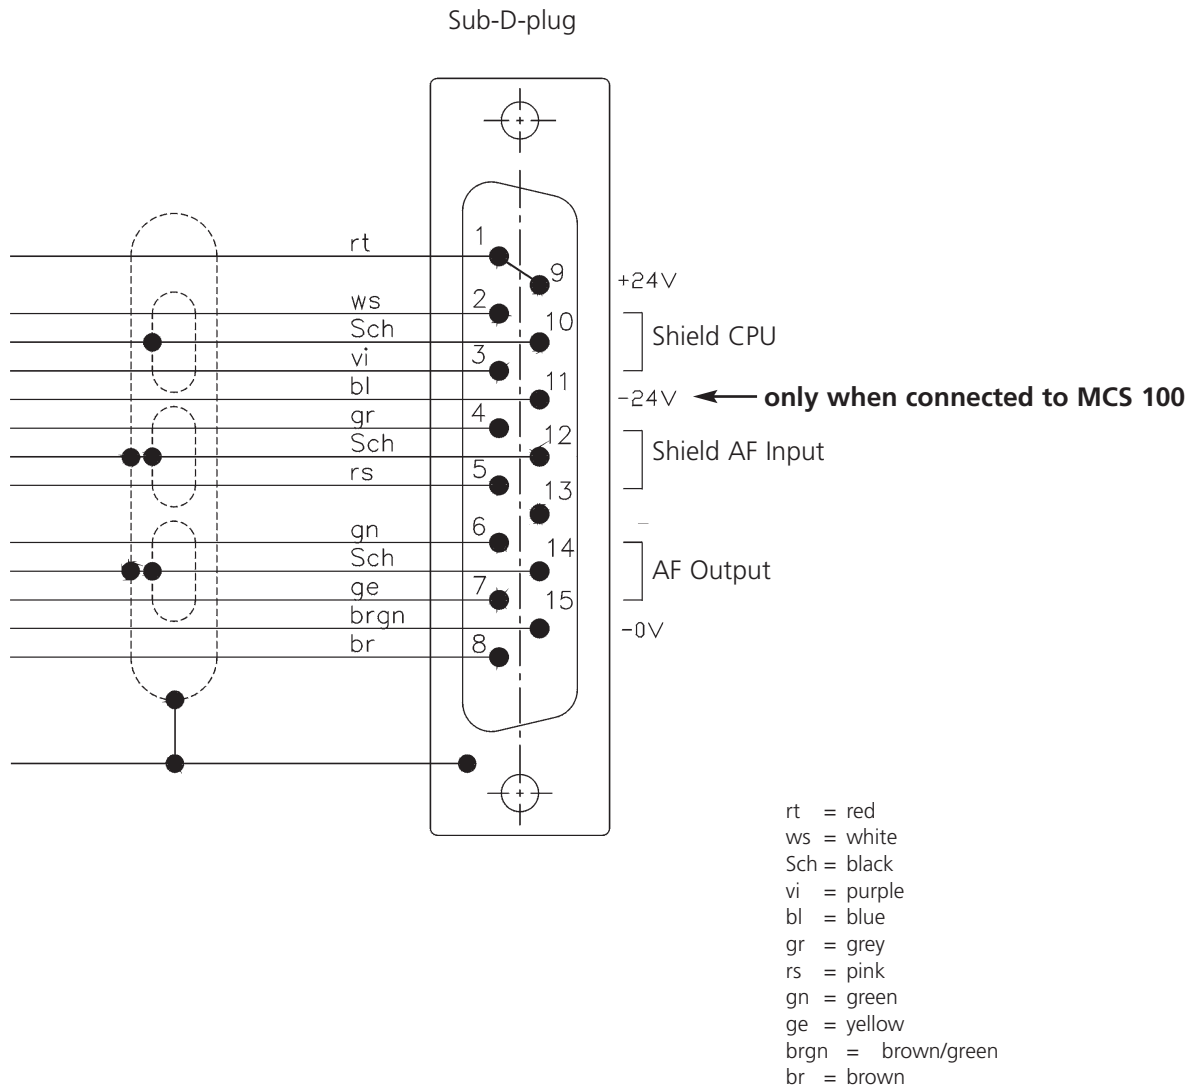 Sub-D-plug
rt
1
9
+24V
ws
2
10
Sch
Shield CPU
vi
3
11
bl
-24V
only when connected to MCS 100
gr
4
12
Sch
Shield AF Input
rs
5
13
gn
6
14
Sch
AF Output
ge
7
15
brgn
-0V
br
8
rt = red
ws = white
Sch = black
vi = purple
bl = blue
gr = grey
rs = pink
gn = green
ge = yellow
brgn = brown/green
br = brown